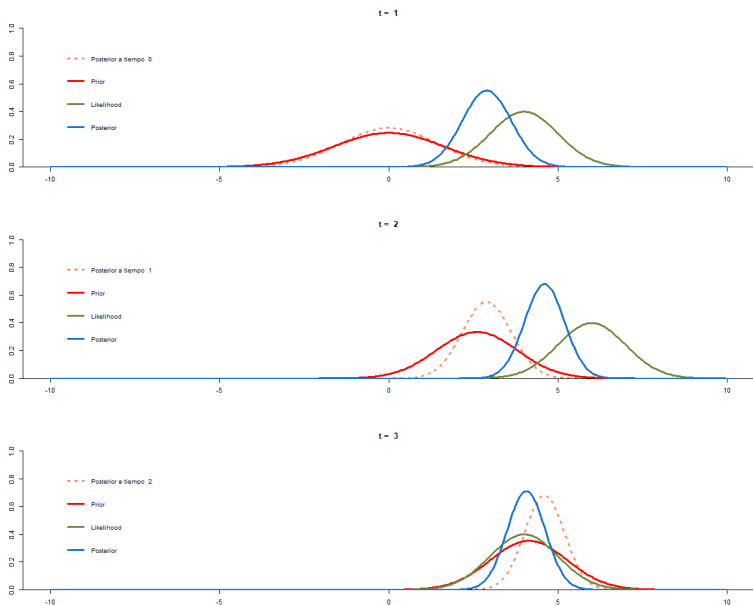 t = 1
1.0
0.8
0.6
0.4
0.2
0.0
Posterior a tiempo 0
Prior
Likelihood
Posterior
-10 -5 0 5 10
t = 2
1.0
0.8
0.6
0.4
0.2
0.0
Posterior a tiempo 1
Prior
Likelihood
Posterior
-10 -5 0 5 10
t = 3
1.0
0.8
0.6
0.4
0.2
0.0
Posterior a tiempo 2
Prior
Likelihood
Posterior
-10 -5 0 5 10